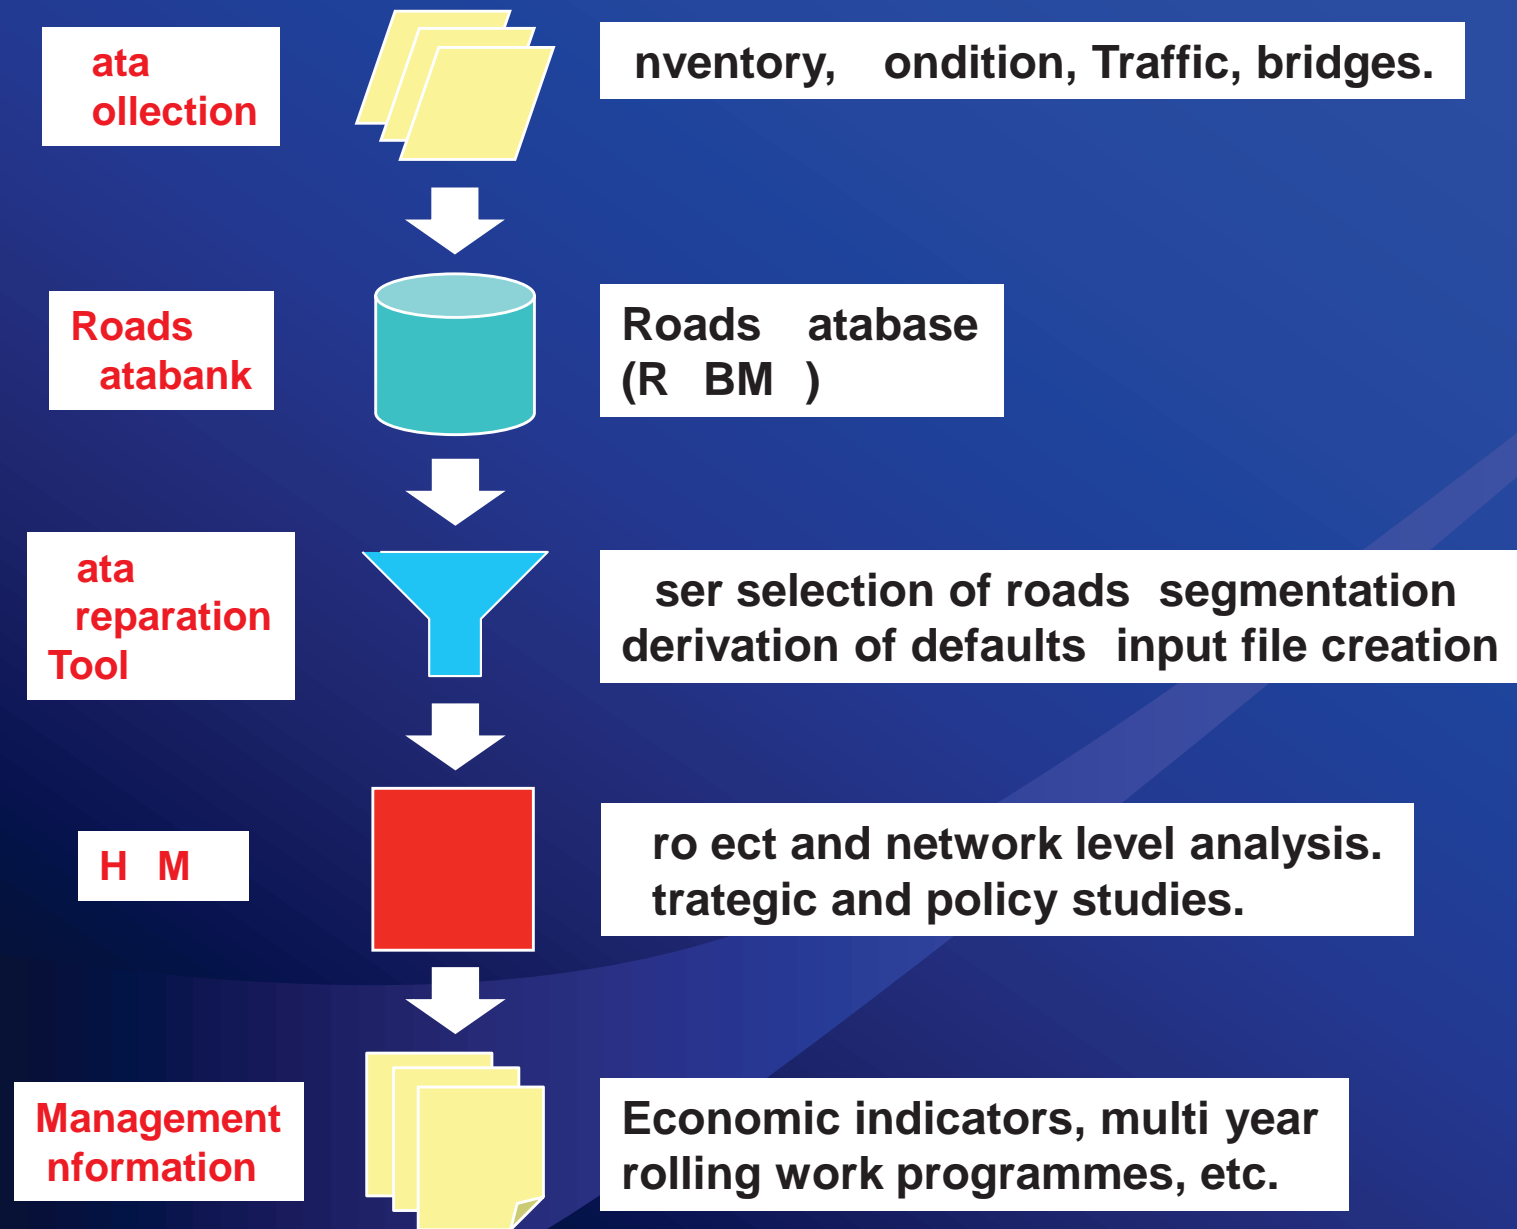 ata
ollection
nventory, ondition, Traffic, bridges.
Roads
atabank
Roads atabase
(R BM )
ata
reparation
Tool
ser selection of roads segmentation
derivation of defaults input file creation
H M
ro ect and network level analysis.
trategic and policy studies.
Management
nformation
Economic indicators, multi year
rolling work programmes, etc.